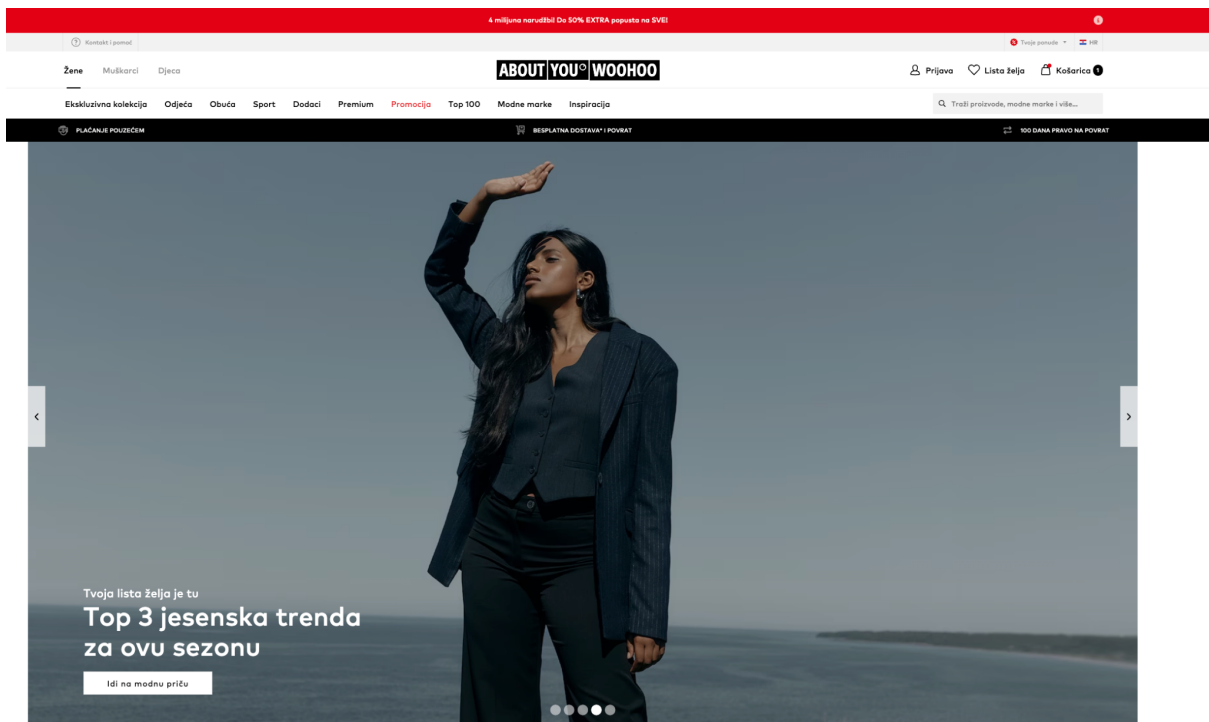 4 milijuna narudžbi! Do 50% EXTRA popusta na SVE!
Kontakt i pomoć
Tvoje ponude
HR
Žene Muškarci Djeca
ABOUT YOU° WOOHOO
Prijava Lista želja Košarica 1
Ekskluzivna kolekcija Odjeća Obuća Sport Dodaci Premium Promocija Top 100 Modne marke Inspiracija
Traži proizvode, modne marke i više...
PLAĆANJE POUZEĆEM
BESPLATNA DOSTAVA* I POVRAT
100 DANA PRAVO NA POVRAT
Tvoja lista želja je tu
Top 3 jesenska trenda
za ovu sezonu
Idi na modnu priču